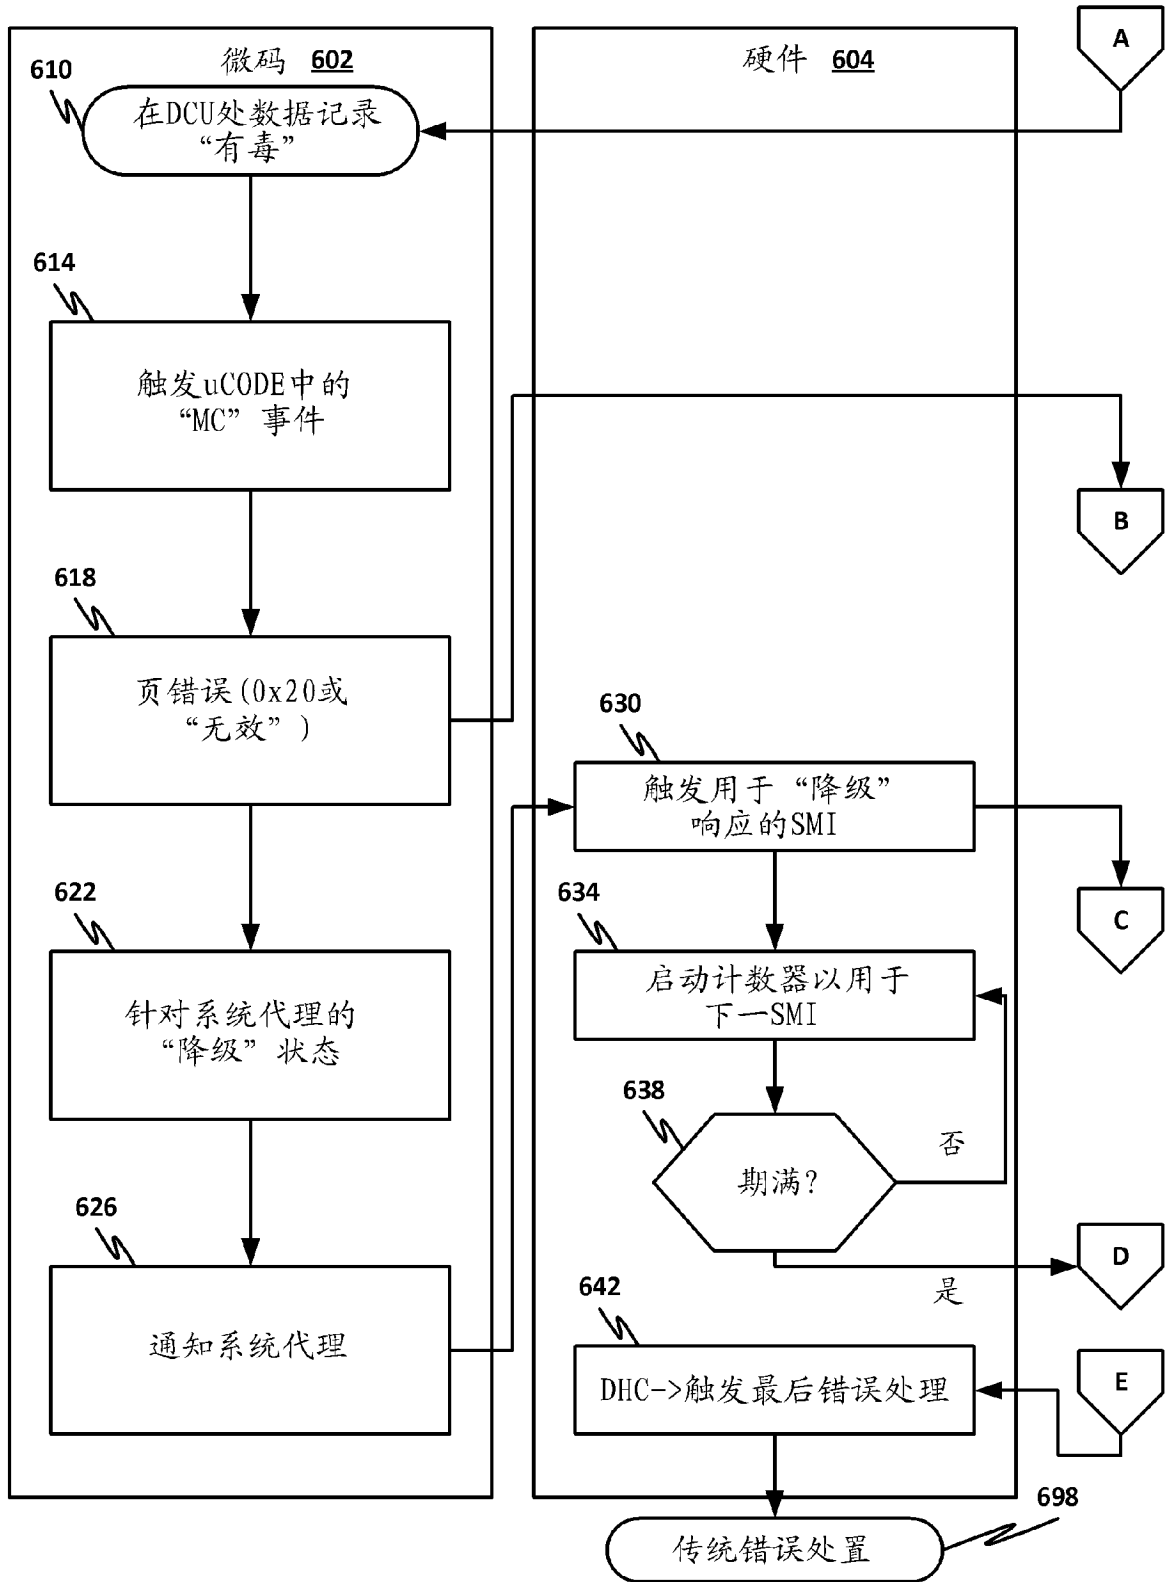 微码 602
硬件 604
A
610
在DCU处数据记录
“有毒”
614
触发uCODE中的
“MC”事件
B
618
页错误(0x20或
“无效”)
630
触发用于“降级”
响应的SMI
C
622
针对系统代理的
“降级”状态
634
启动计数器以用于
下一SMI
638
期满?
否
是
D
626
通知系统代理
642
DHC->触发最后错误处理
E
698
传统错误处置